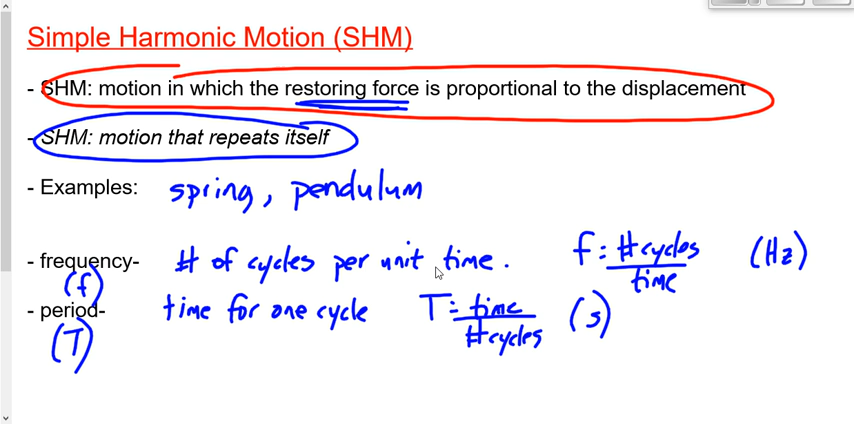 Simple Harmonic Motion (SHM)
- SHM: motion in which the restoring force is proportional to the displacement
- SHM: motion that repeats itself
- Examples: spring, pendulum
- frequency- # of cycles per unit time. f = # cycles / time (Hz)
(f)
- period- time for one cycle T = time / # cycles (s)
(T)